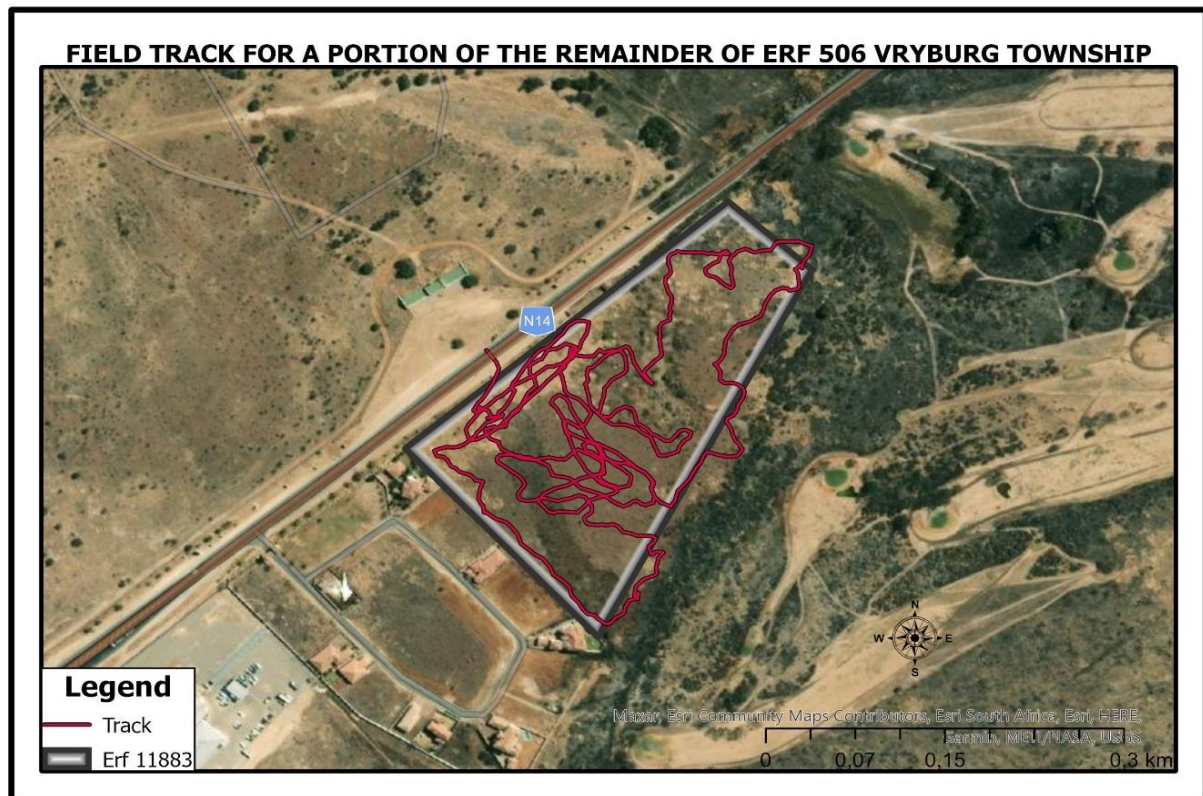 FIELD TRACK FOR A PORTION OF THE REMAINDER OF ERF 506 VRYBURG TOWNSHIP
N14
N
W E
S
Legend
Track
Erf 11883
Maxar, Esri Community Maps Contributors, Esri South Africa, Esri, HERE,
Garmin, METI/NASA, USGS
0 0,07 0,15 0,3 km